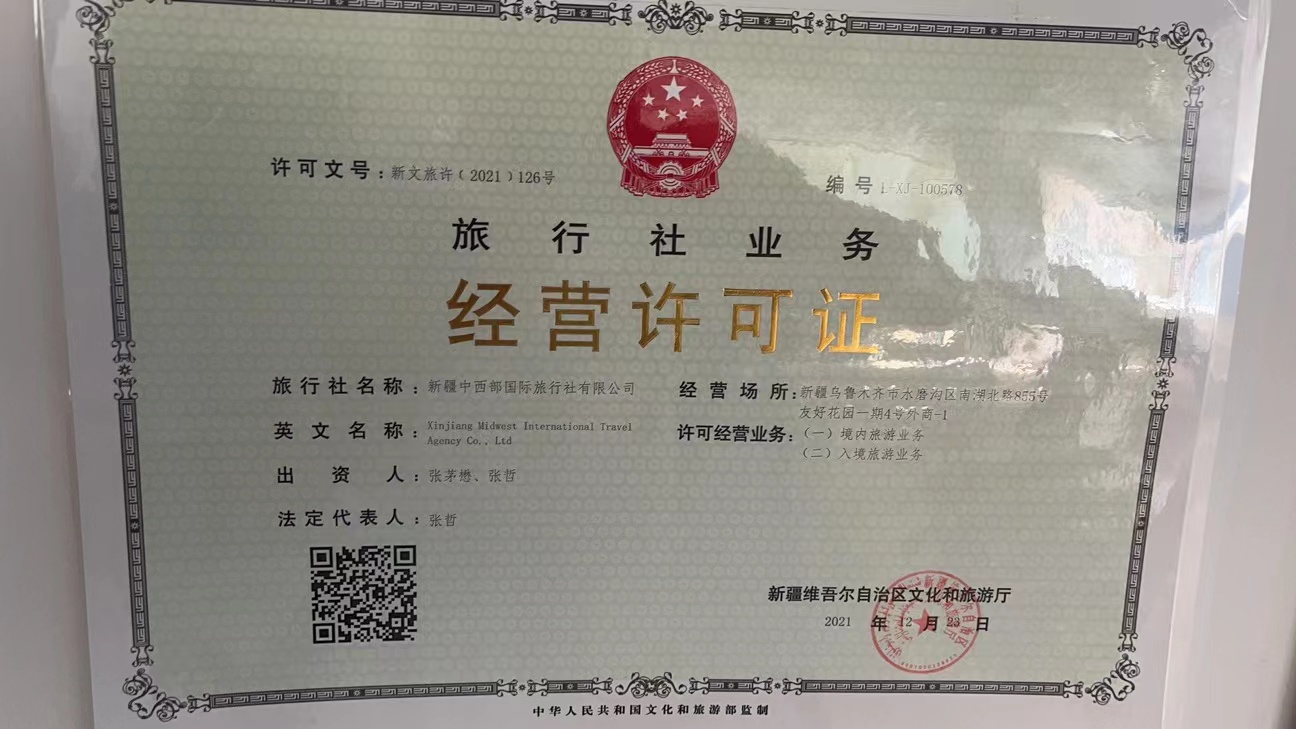 许可文号：新文旅许﹝2021﹞126号
编号 L-XJ-100578
旅行社业务
经营许可证
旅行社名称：新疆中西部国际旅行社有限公司
英文名称：Xinjiang Midwest International Travel
Agency Co., Ltd
出资人：张茅懋、张哲
法定代表人：张哲
经营场所：新疆乌鲁木齐市水磨沟区南湖北路855号
友好花园一期4号外商-1
许可经营业务：（一）境内旅游业务
（二）入境旅游业务
新疆维吾尔自治区文化和旅游厅
2021 年 12 月 23 日
中华人民共和国文化和旅游部监制